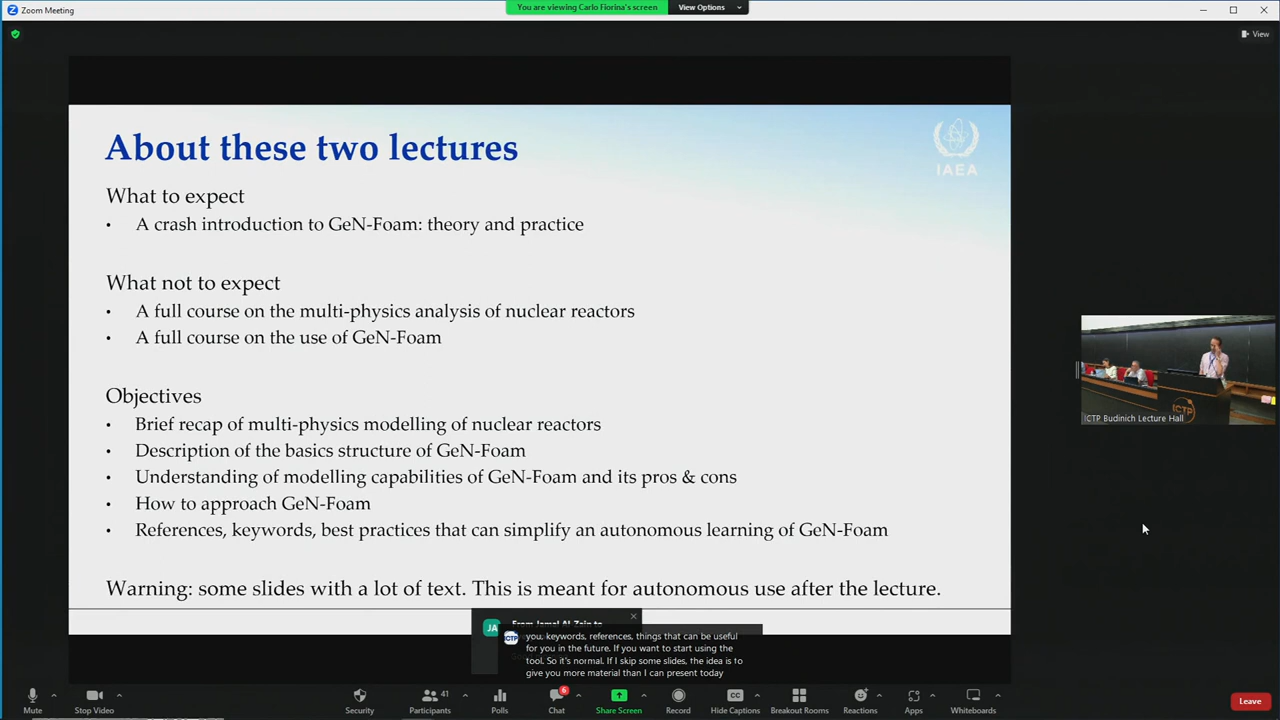 Zoom Meeting
You are viewing Carlo Fiorina's screen
View Options
View
About these two lectures
IAEA
What to expect
• A crash introduction to GeN-Foam: theory and practice
What not to expect
• A full course on the multi-physics analysis of nuclear reactors
• A full course on the use of GeN-Foam
Objectives
• Brief recap of multi-physics modelling of nuclear reactors
• Description of the basics structure of GeN-Foam
• Understanding of modelling capabilities of GeN-Foam and its pros & cons
• How to approach GeN-Foam
• References, keywords, best practices that can simplify an autonomous learning of GeN-Foam
Warning: some slides with a lot of text. This is meant for autonomous use after the lecture.
ICTP
ICTP Budinich Lecture Hall
JA
From Jamal Al-Zain to
ICTP
you, keywords, references, things that can be useful
for you in the future. If you want to start using the
tool. So it's normal. If I skip some slides, the idea is to
give you more material than I can present today
Mute
Stop Video
Security
41
Participants
Polls
6
Chat
Share Screen
Record
CC
Hide Captions
Breakout Rooms
Reactions
Apps
Whiteboards
Leave